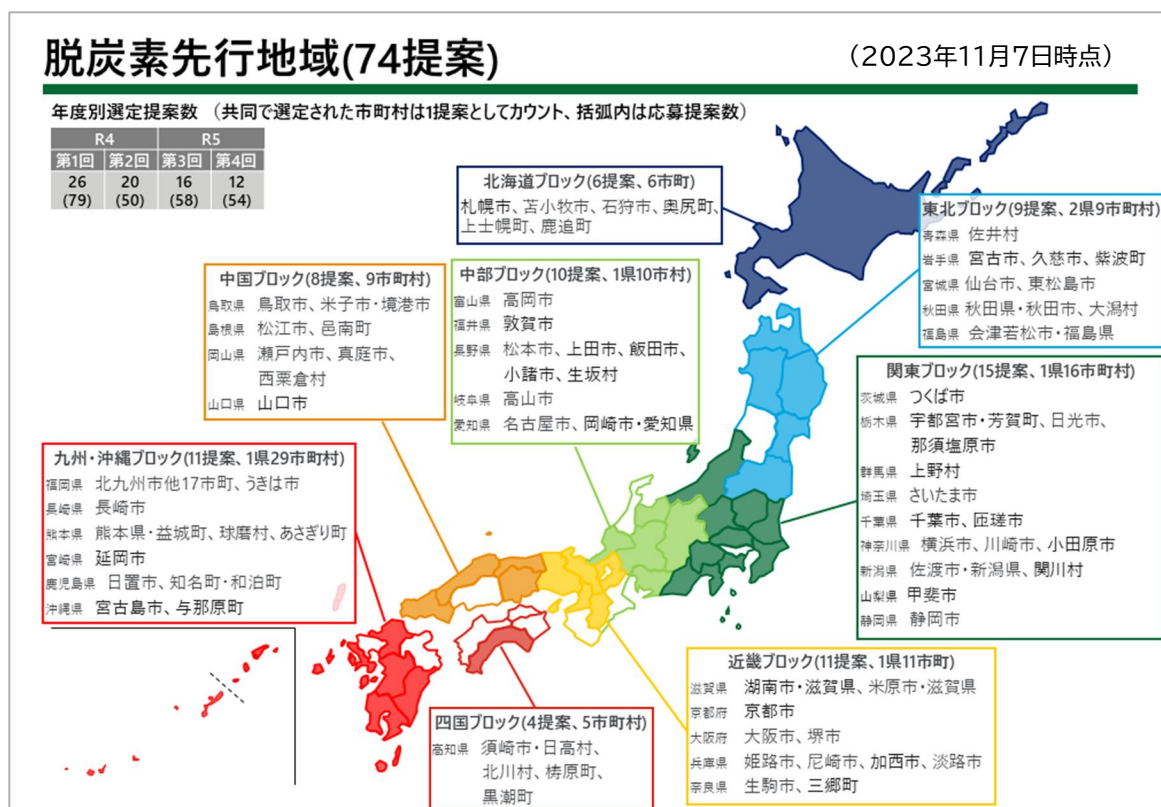 脱炭素先行地域(74提案)
（2023年11月7日時点）
年度別選定提案数 （共同で選定された市町村は1提案としてカウント、括弧内は応募提案数）
R4 R5
第1回 第2回 第3回 第4回
26 20 16 12
(79) (50) (58) (54)
北海道ブロック(6提案、6市町)
札幌市、苫小牧市、石狩市、奥尻町、
上士幌町、鹿追町
東北ブロック(9提案、2県9市町村)
青森県 佐井村
岩手県 宮古市、久慈市、紫波町
宮城県 仙台市、東松島市
秋田県 秋田県・秋田市、大潟村
福島県 会津若松市・福島県
中国ブロック(8提案、9市町村)
鳥取県 鳥取市、米子市・境港市
島根県 松江市、邑南町
岡山県 瀬戸内市、真庭市、
西粟倉村
山口県 山口市
中部ブロック(10提案、1県10市村)
富山県 高岡市
福井県 敦賀市
長野県 松本市、上田市、飯田市、
小諸市、生坂村
岐阜県 高山市
愛知県 名古屋市、岡崎市・愛知県
関東ブロック(15提案、1県16市町村)
茨城県 つくば市
栃木県 宇都宮市・芳賀町、日光市、
那須塩原市
群馬県 上野村
埼玉県 さいたま市
千葉県 千葉市、匝瑳市
神奈川県 横浜市、川崎市、小田原市
新潟県 佐渡市・新潟県、関川村
山梨県 甲斐市
静岡県 静岡市
九州・沖縄ブロック(11提案、1県29市町村)
福岡県 北九州市他17市町、うきは市
長崎県 長崎市
熊本県 熊本県・益城町、球磨村、あさぎり町
宮崎県 延岡市
鹿児島県 日置市、知名町・和泊町
沖縄県 宮古島市、与那原町
近畿ブロック(11提案、1県11市町)
滋賀県 湖南市・滋賀県、米原市・滋賀県
京都府 京都市
大阪府 大阪市、堺市
兵庫県 姫路市、尼崎市、加西市、淡路市
奈良県 生駒市、三郷町
四国ブロック(4提案、5市町村)
高知県 須崎市・日高村、
北川村、梼原町、
黒潮町